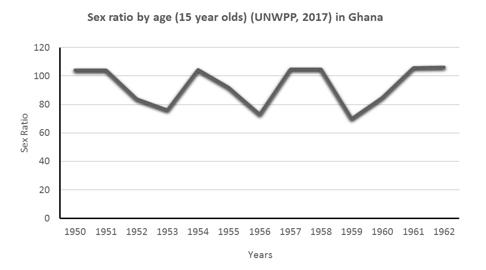 Sex ratio by age (15 year olds) (UNWPP, 2017) in Ghana
120
100
80
60
40
20
0
Sex Ratio
1950 1951 1952 1953 1954 1955 1956 1957 1958 1959 1960 1961 1962
Years